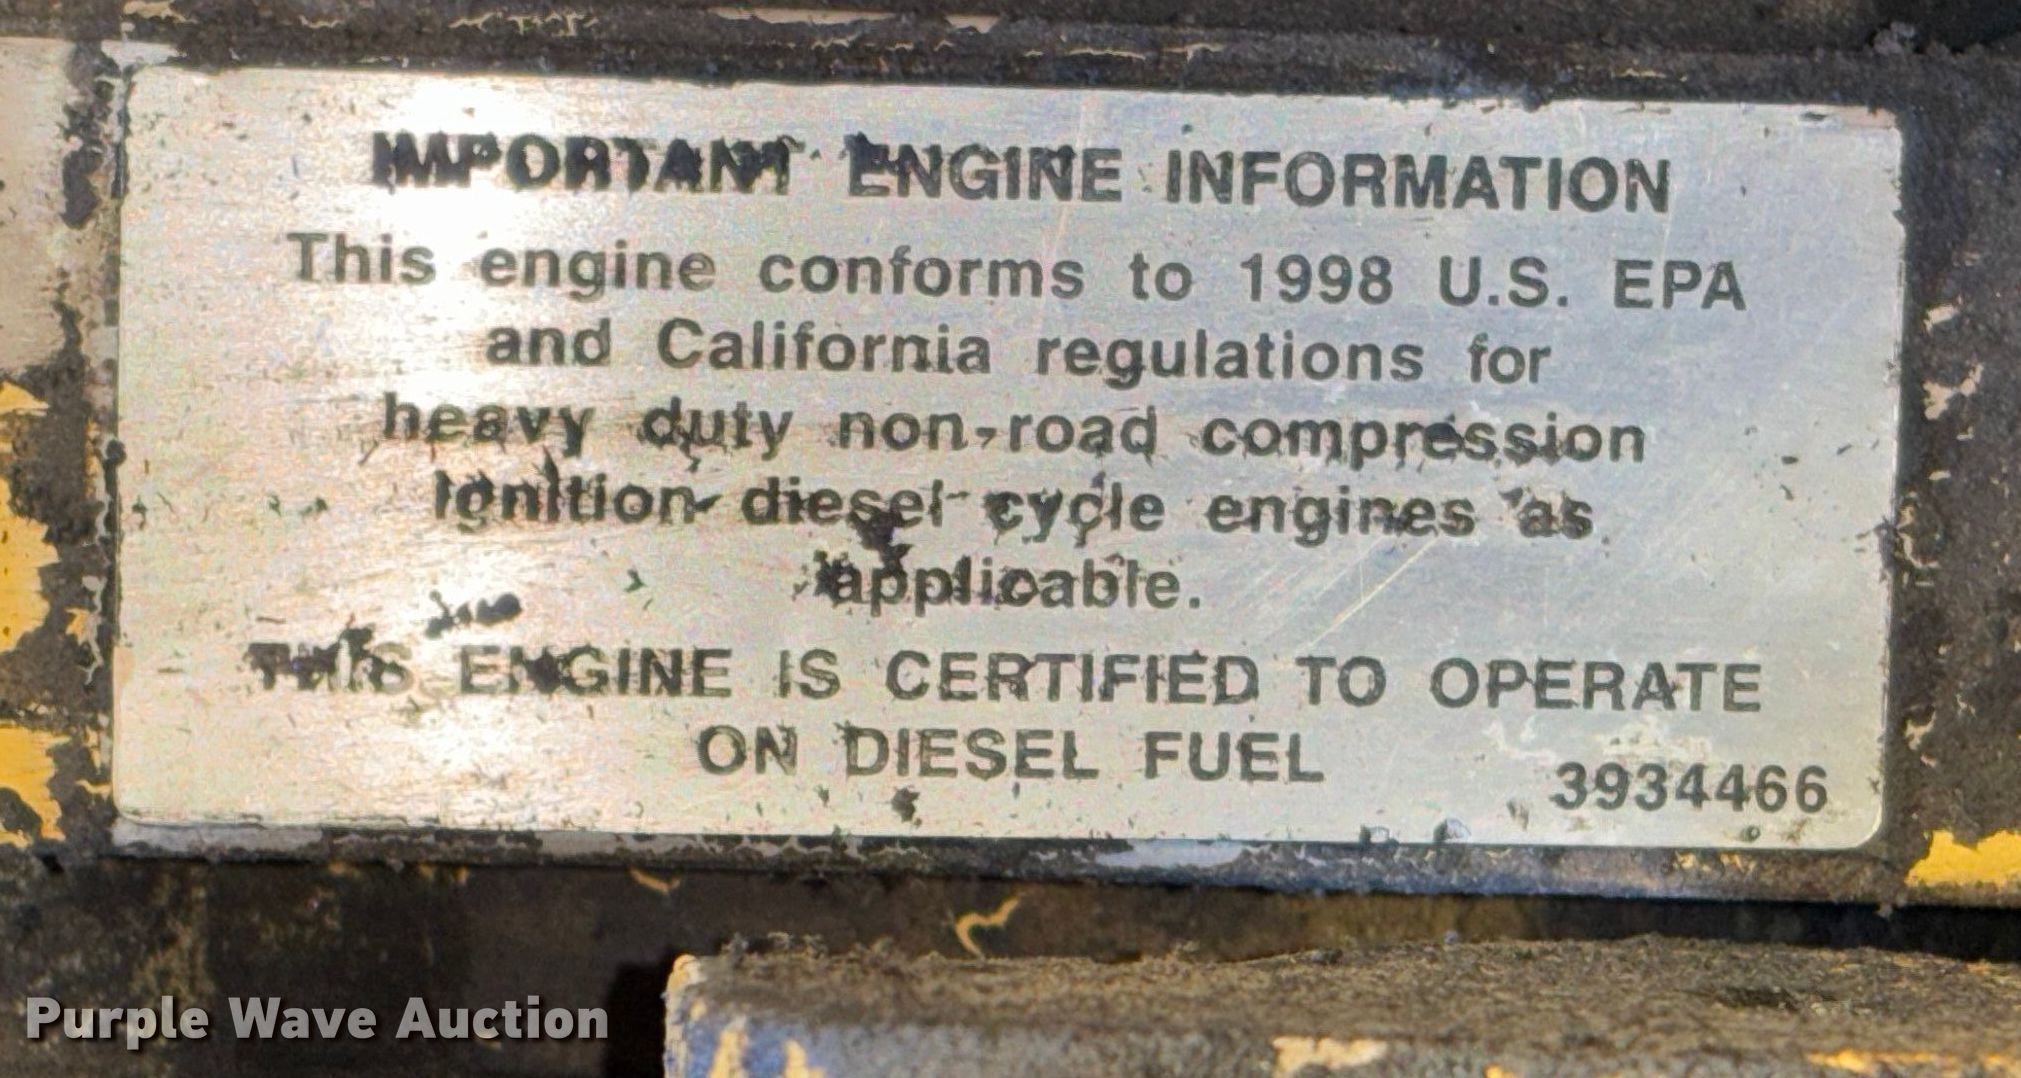 IMPORTANT ENGINE INFORMATION
This engine conforms to 1998 U.S. EPA
and California regulations for
heavy duty non-road compression
ignition diesel cycle engines as
applicable.
THIS ENGINE IS CERTIFIED TO OPERATE
ON DIESEL FUEL
3934466
Purple Wave Auction